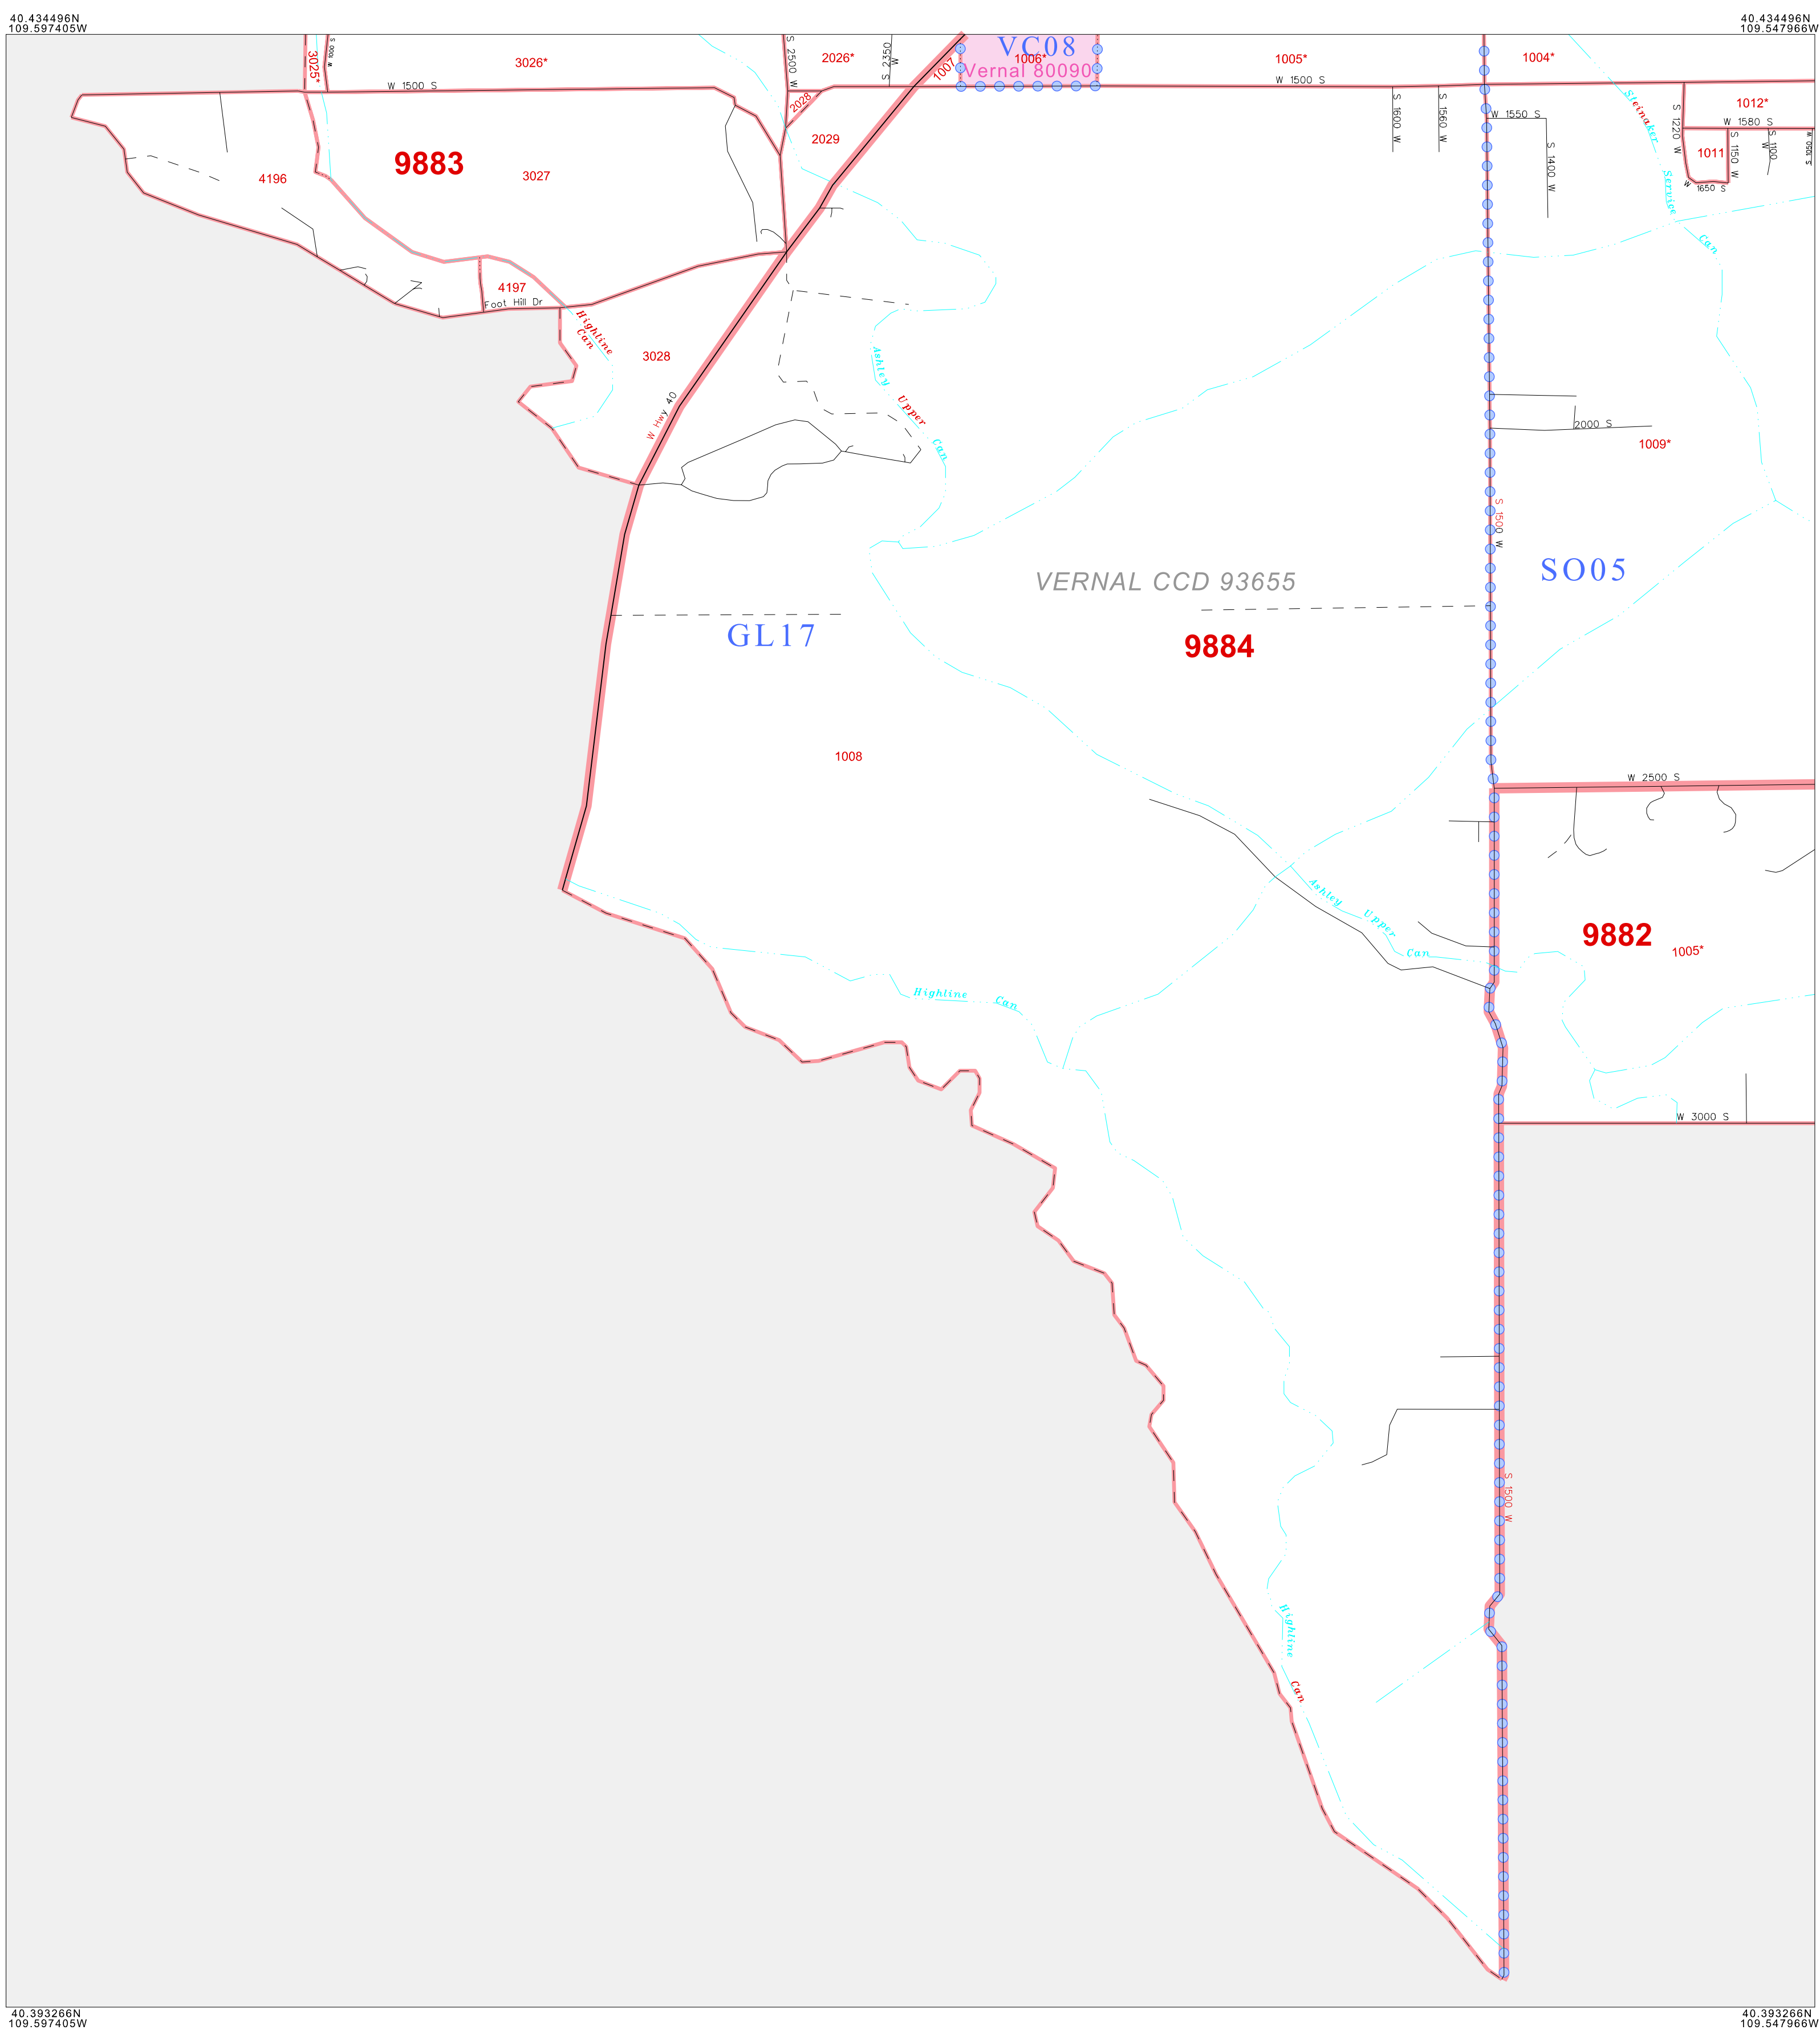 40.434496N
109.597405W
40.434496N
109.547966W
3025*
W 1000 S
3026*
S 2500 W
2026*
S 2350 W
1007
VC08
1006*
Vernal 80090
1005*
1004*
W 1500 S
W 1500 S
2028
2029
S 1600 W
S 1560 W
W 1550 S
S 1400 W
Steinaker Service Can
S 1220 W
1012*
W 1580 S
1011
S 1150 W
S 1100 W
S 1050 W
W 1650 S
9883
4196
3027
4197
Foot Hill Dr
Highline Can
3028
W Hwy 40
Ashley Upper Can
2000 S
1009*
S 1500 W
SO05
VERNAL CCD 93655
GL17
9884
1008
W 2500 S
Ashley Upper Can
9882
1005*
Highline Can
W 3000 S
S 1500 W
Highline Can
40.393266N
109.597405W
40.393266N
109.547966W